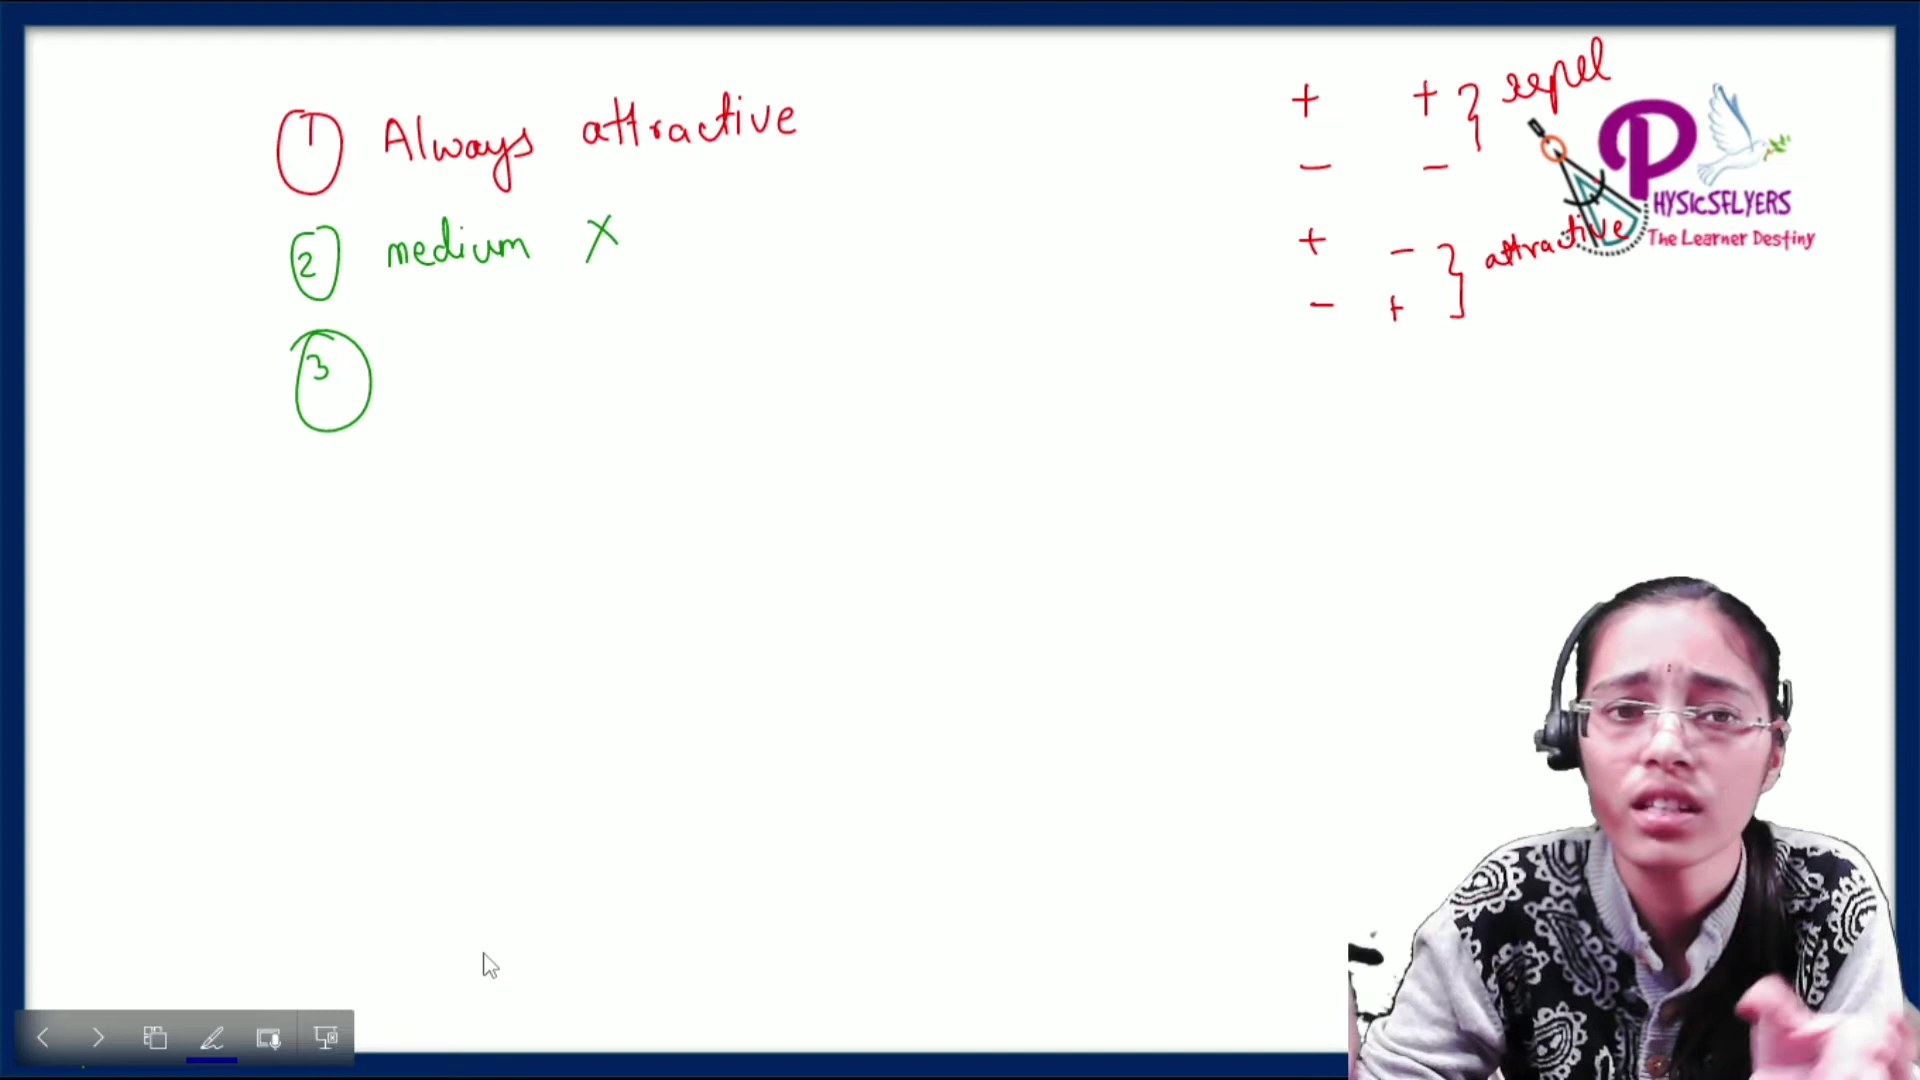 1 Always attractive
2 medium X
3
+ + } repel
- -
+ - } attractive
- +
PHYSICSFLYERS
The Learner Destiny